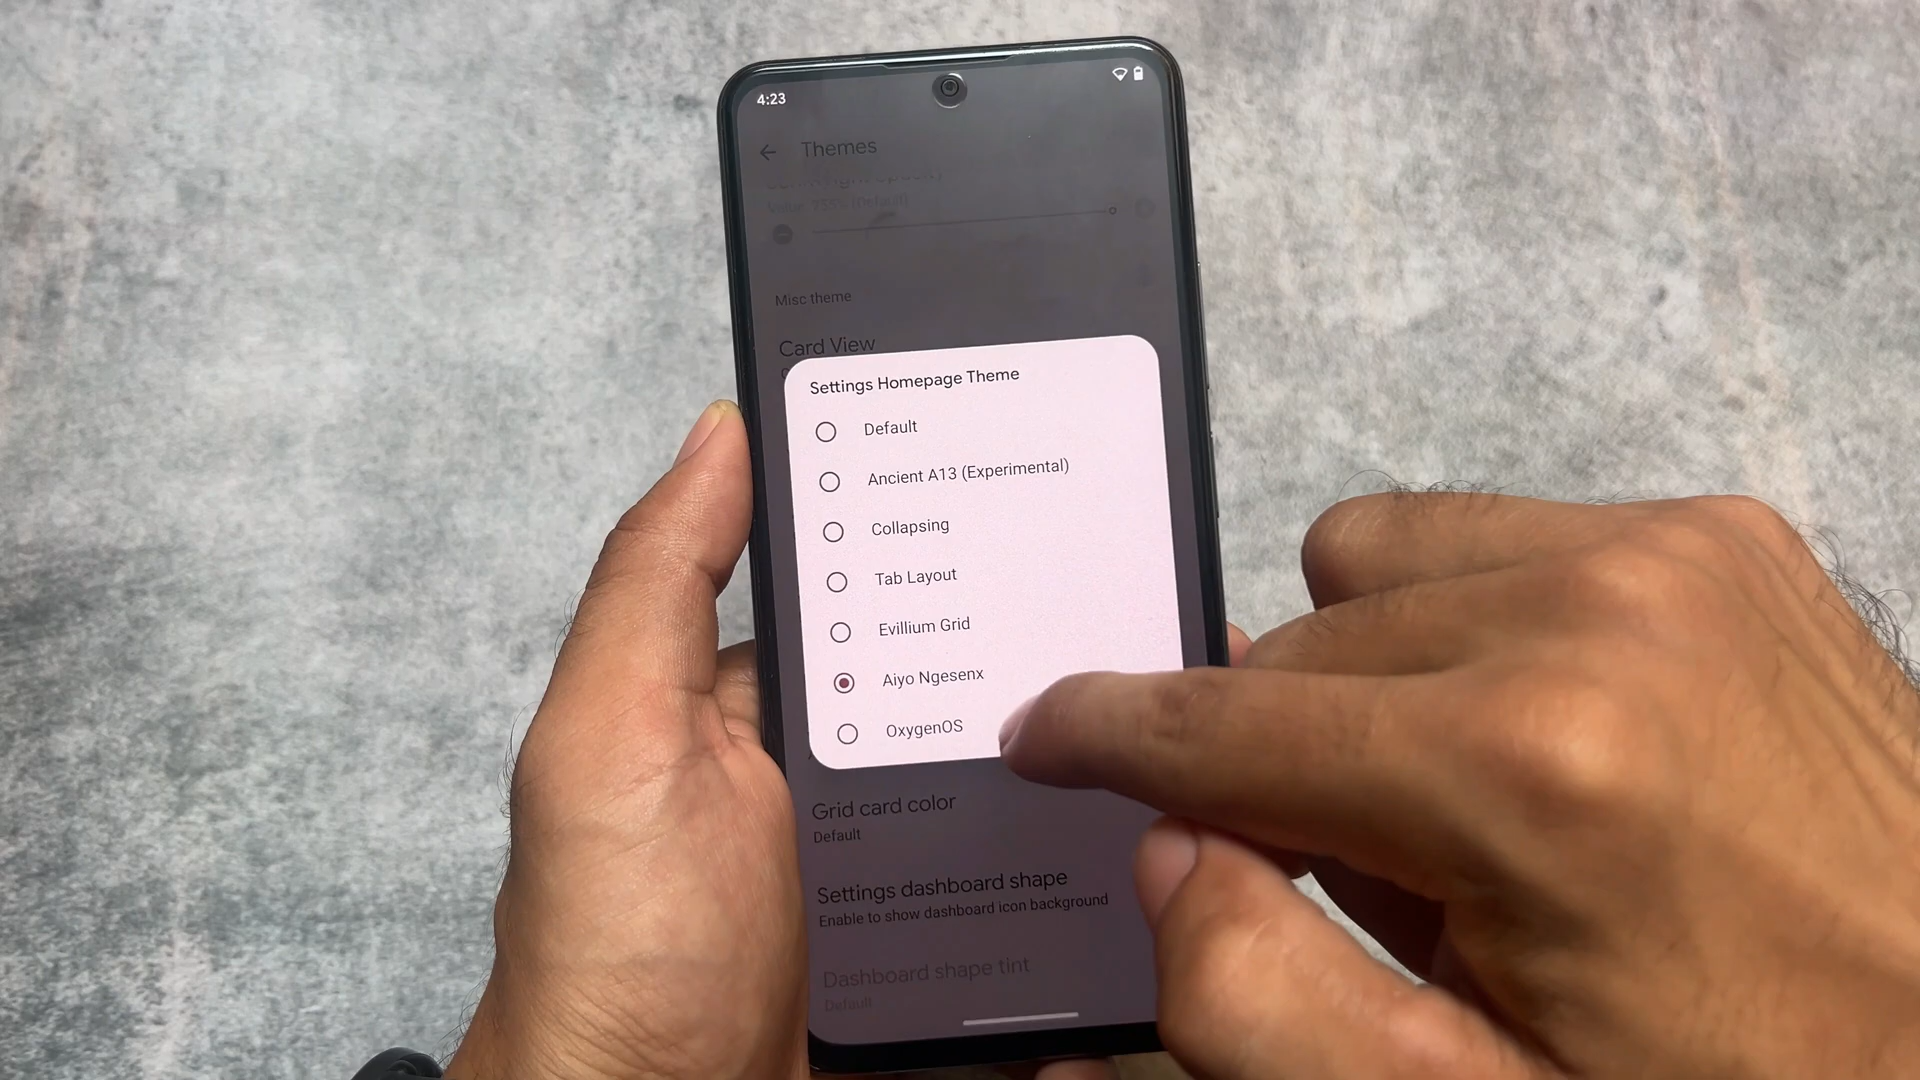 4:23
Themes
(Default)
Misc theme
Card View
Settings Homepage Theme
Default
Ancient A13 (Experimental)
Collapsing
Tab Layout
Evillium Grid
Aiyo Ngesenx
OxygenOS
Grid card color
Default
Settings dashboard shape
Enable to show dashboard icon background
Dashboard shape tint
Default